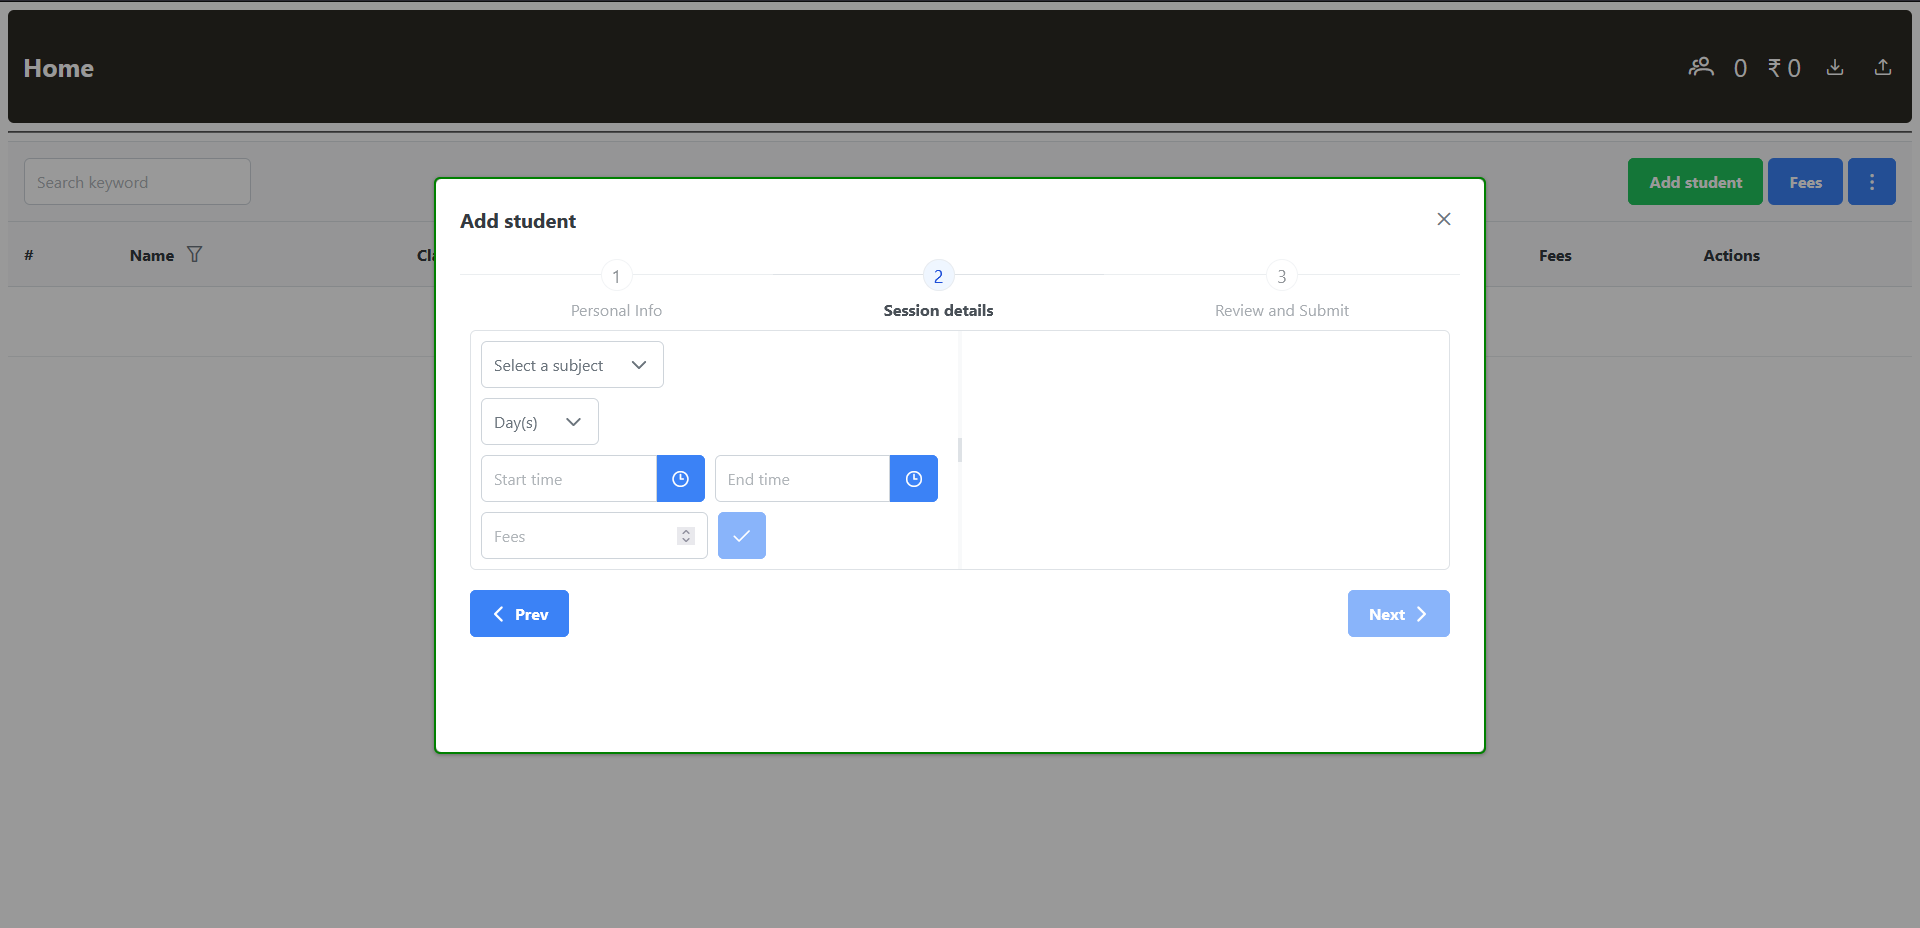 Home
0 ₹ 0
Search keyword
Add student Fees
# Name Cla Fees Actions
Add student
1 2 3
Personal Info Session details Review and Submit
Select a subject
Day(s)
Start time End time
Fees
Prev Next